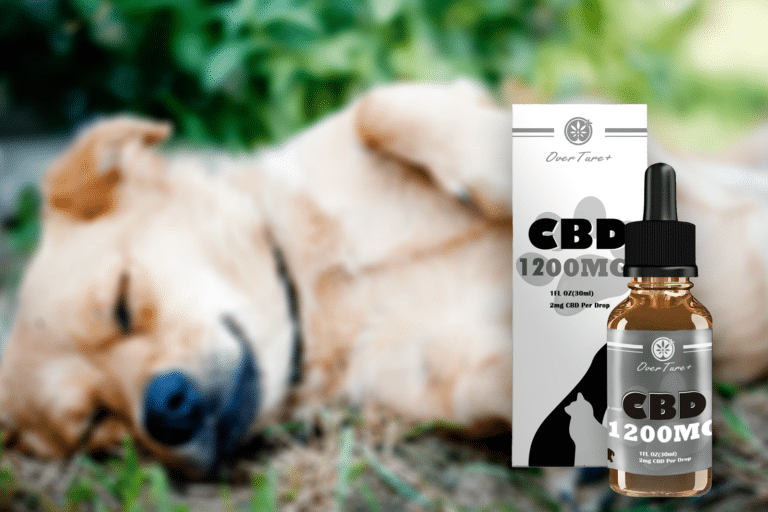 OverTure+
CBD
1200MG
1FL OZ(30ml)
2mg CBD Per Drop
OverTure+
CBD
1200MG
1FL OZ(30ml)
2mg CBD Per Drop